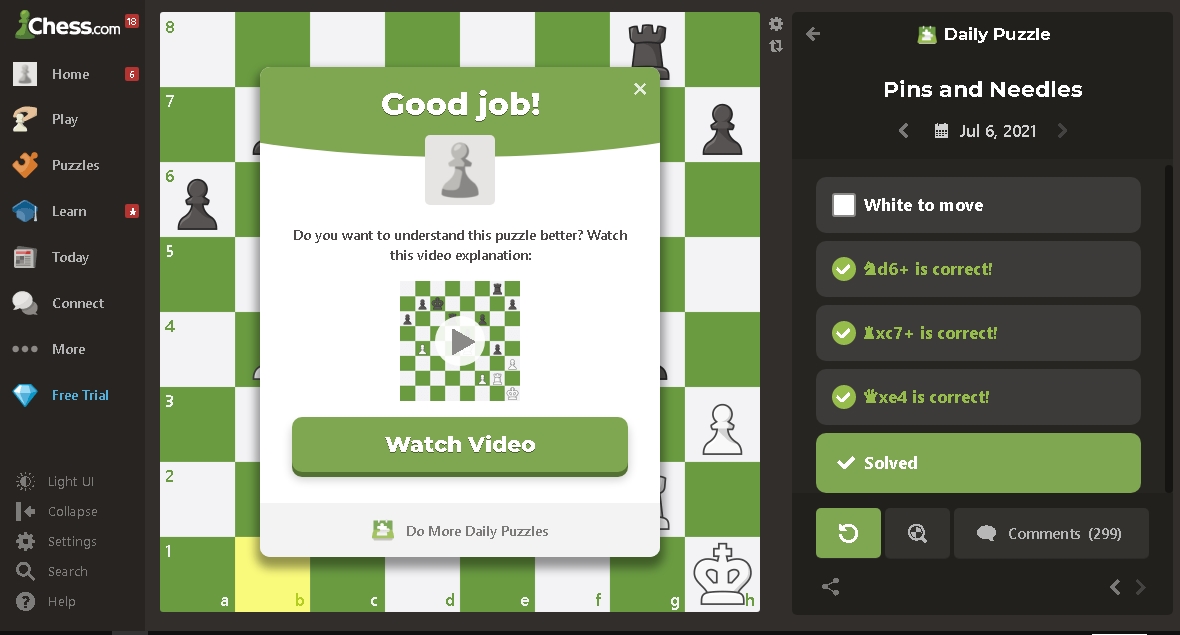 Chess.com
18
Home
6
Play
Puzzles
Learn
Today
Connect
More
Free Trial
Light UI
Collapse
Settings
Search
Help
8
7
6
5
4
3
2
1
a
b
c
d
e
f
g
h
Good job!
Do you want to understand this puzzle better? Watch
this video explanation:
Watch Video
Do More Daily Puzzles
Daily Puzzle
Pins and Needles
Jul 6, 2021
White to move
♞d6+ is correct!
♜xc7+ is correct!
♛xe4 is correct!
Solved
Comments (299)